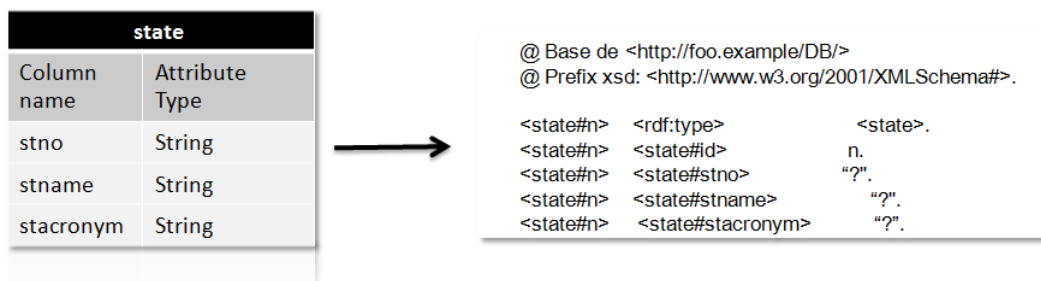 state
Column name Attribute Type
stno String
stname String
stacronym String
@ Base de <http://foo.example/DB/>
@ Prefix xsd: <http://www.w3.org/2001/XMLSchema#>.
<state#n> <rdf:type> <state>.
<state#n> <state#id> n.
<state#n> <state#stno> “?".
<state#n> <state#stname> “?".
<state#n> <state#stacronym> “?”.